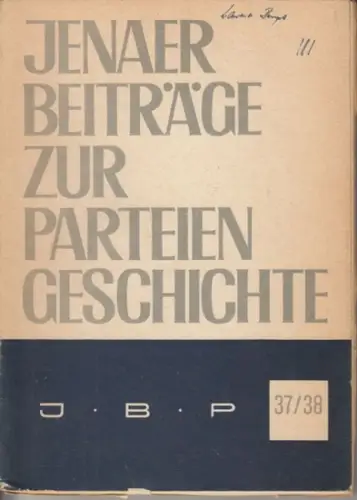 JENAER
BEITRÄGE
ZUR
PARTEIEN
GESCHICHTE
J · B · P
37/38